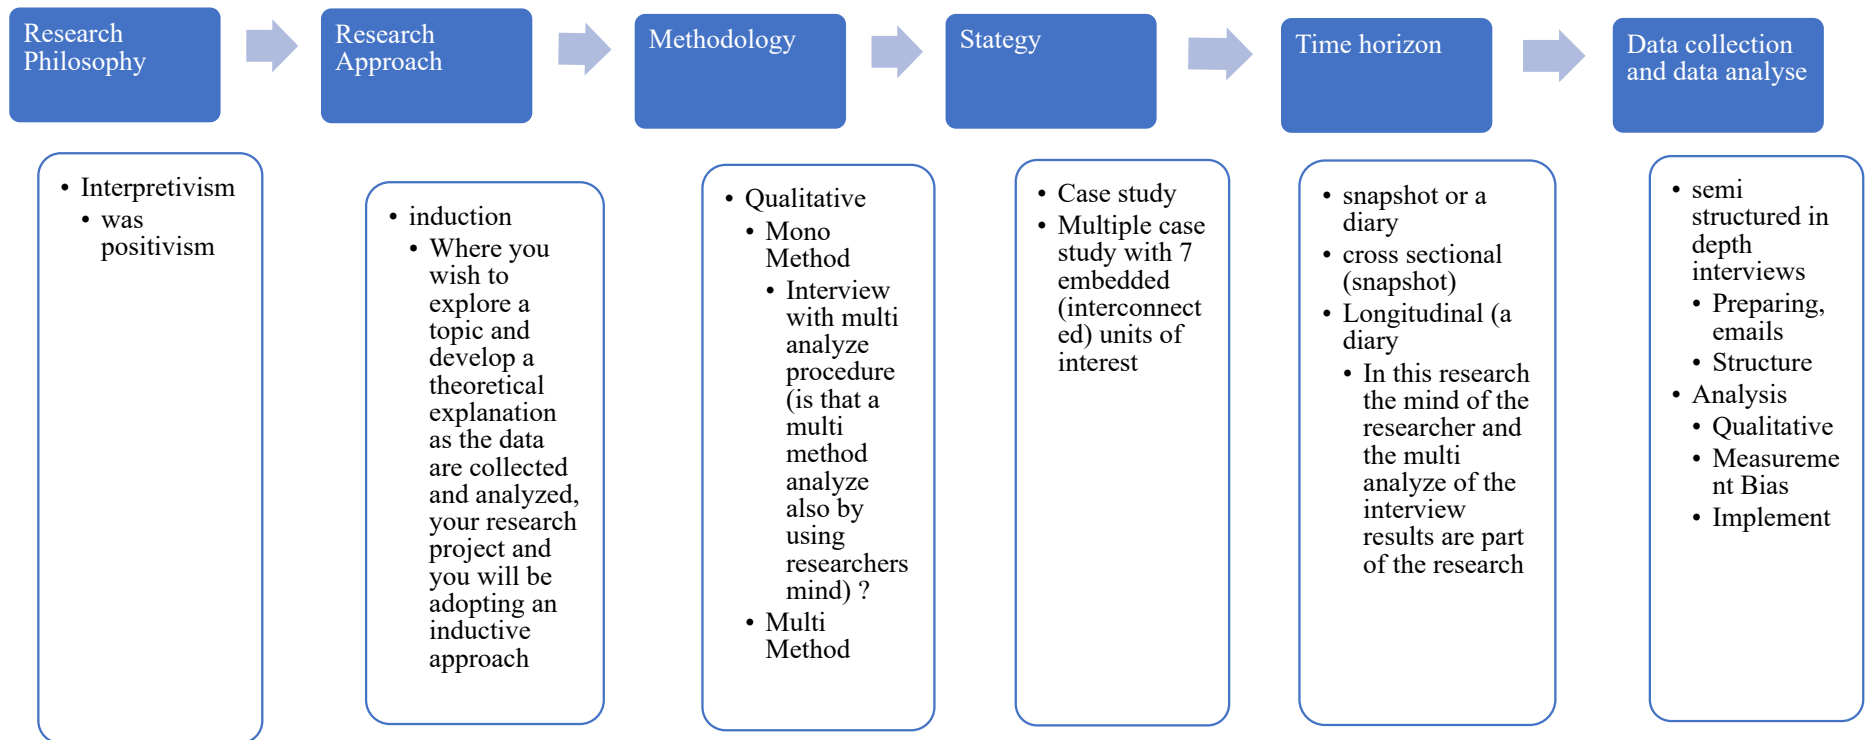 Research
Philosophy
Research
Approach
Methodology
Stategy
Time horizon
Data collection
and data analyse
• Interpretivism
• was
positivism
• induction
• Where you
wish to
explore a
topic and
develop a
theoretical
explanation
as the data
are collected
and analyzed,
your research
project and
you will be
adopting an
inductive
approach
• Qualitative
• Mono
Method
• Interview
with multi
analyze
procedure
(is that a
multi
method
analyze
also by
using
researchers
mind) ?
• Multi
Method
• Case study
• Multiple case
study with 7
embedded
(interconnect
ed) units of
interest
• snapshot or a
diary
• cross sectional
(snapshot)
• Longitudinal (a
diary
• In this research
the mind of the
researcher and
the multi
analyze of the
interview
results are part
of the research
• semi
structured in
depth
interviews
• Preparing,
emails
• Structure
• Analysis
• Qualitative
• Measureme
nt Bias
• Implement